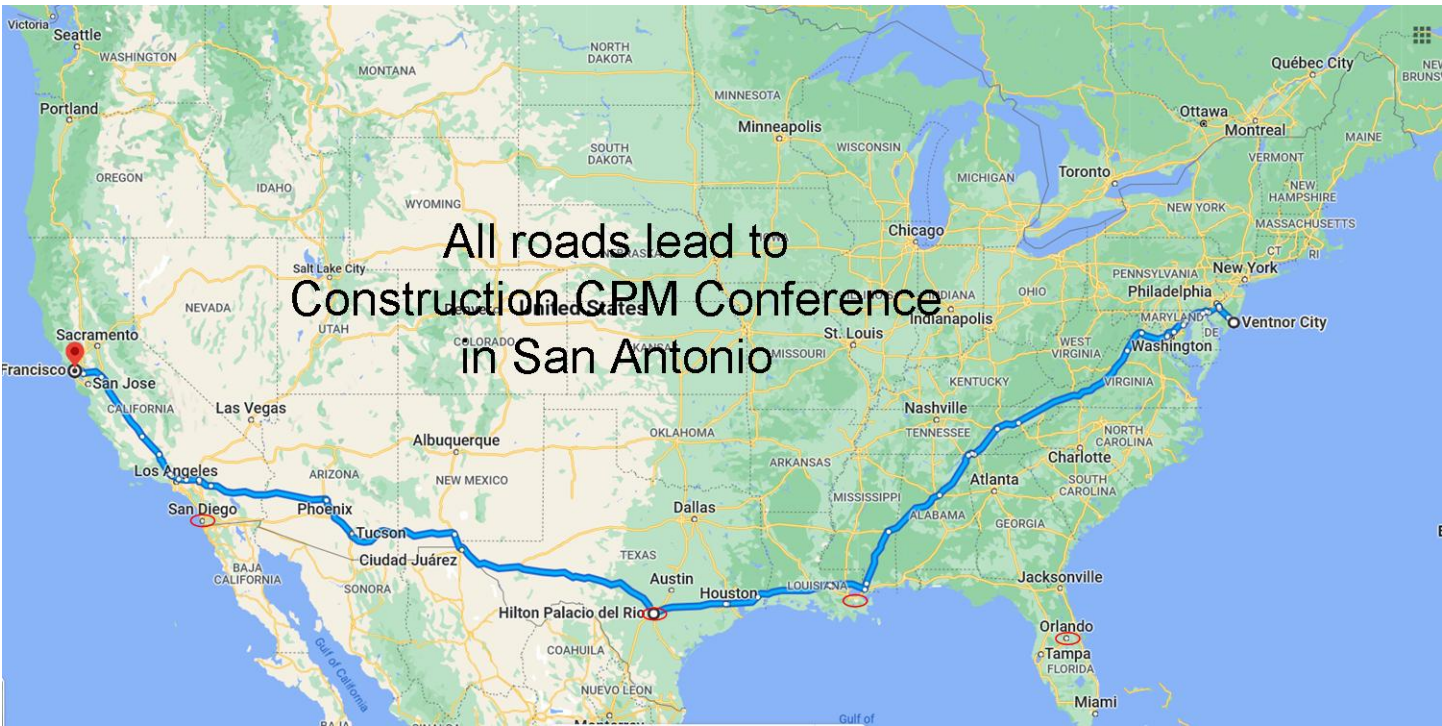 Victoria
Seattle
WASHINGTON
NORTH
DAKOTA
MONTANA
Québec City
MINNESOTA
Ottawa
Montreal
Portland
Minneapolis
WISCONSIN
MAINE
SOUTH
DAKOTA
VERMONT
OREGON
IDAHO
MICHIGAN
Toronto
NEW
HAMPSHIRE
WYOMING
NEW YORK
MASSACHUSETTS
All roads lead to
Chicago
CT
RI
Salt Lake City
PENNSYLVANIA
New York
Construction CPM Conference
NEVADA
United States
OHIO
Philadelphia
Indianapolis
MARYLAND
Ventnor City
UTAH
DE
Sacramento
St. Louis
WEST
VIRGINIA
Washington
COLORADO
in San Antonio
MISSOURI
Francisco
San Jose
KENTUCKY
VIRGINIA
CALIFORNIA
Las Vegas
Nashville
TENNESSEE
NORTH
CAROLINA
Albuquerque
OKLAHOMA
Charlotte
Los Angeles
ARIZONA
NEW MEXICO
ARKANSAS
Atlanta
SOUTH
CAROLINA
San Diego
Phoenix
Dallas
MISSISSIPPI
ALABAMA
GEORGIA
Tucson
Ciudad Juárez
TEXAS
BAJA
CALIFORNIA
SONORA
Austin
Houston
LOUISIANA
Jacksonville
Hilton Palacio del Rio
Orlando
COAHUILA
Tampa
FLORIDA
Gulf of California
NUEVO LEON
Miami
Gulf of